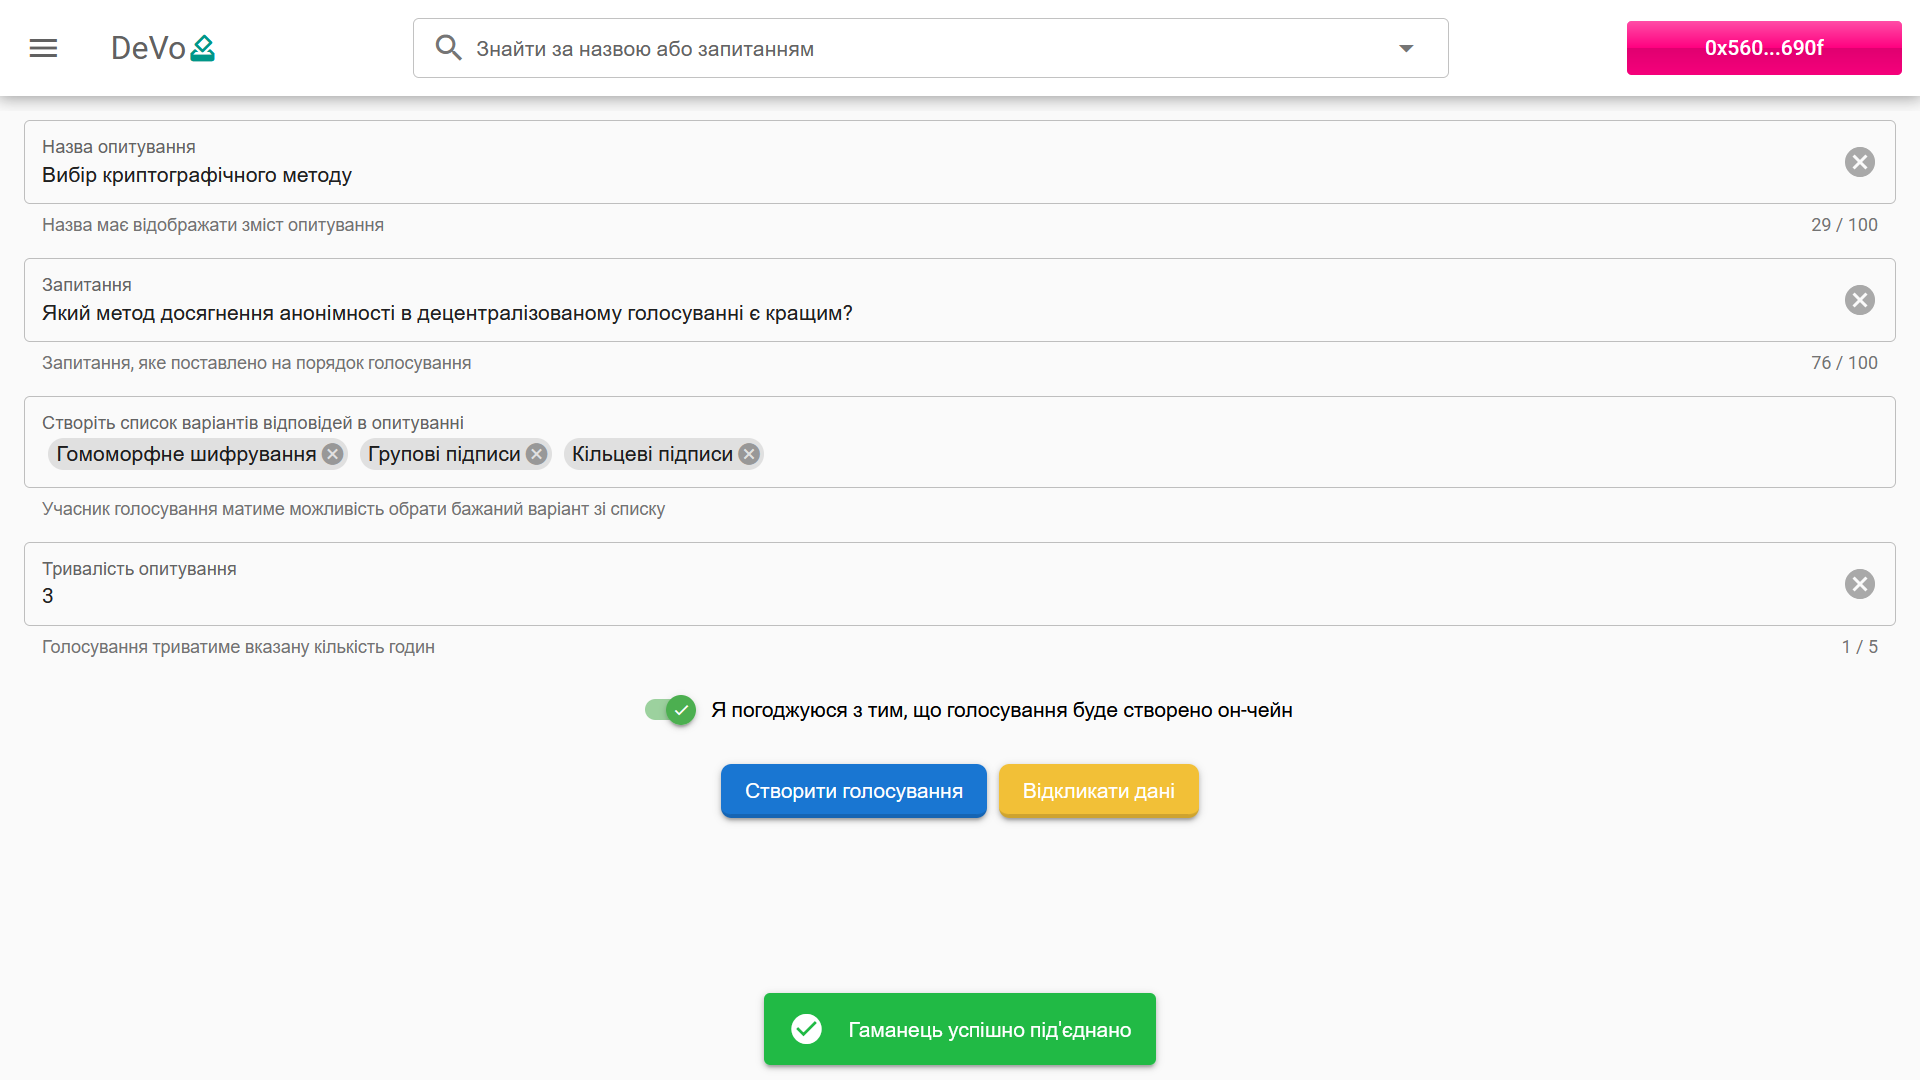 DeVo
Знайти за назвою або запитанням
0x560...690f
Назва опитування
Вибір криптографічного методу
Назва має відображати зміст опитування
29 / 100
Запитання
Який метод досягнення анонімності в децентралізованому голосуванні є кращим?
Запитання, яке поставлено на порядок голосування
76 / 100
Створіть список варіантів відповідей в опитуванні
Гомоморфне шифрування Групові підписи Кільцеві підписи
Учасник голосування матиме можливість обрати бажаний варіант зі списку
Тривалість опитування
3
Голосування триватиме вказану кількість годин
1 / 5
Я погоджуюся з тим, що голосування буде створено он-чейн
Створити голосування
Відкликати дані
Гаманець успішно під'єднано